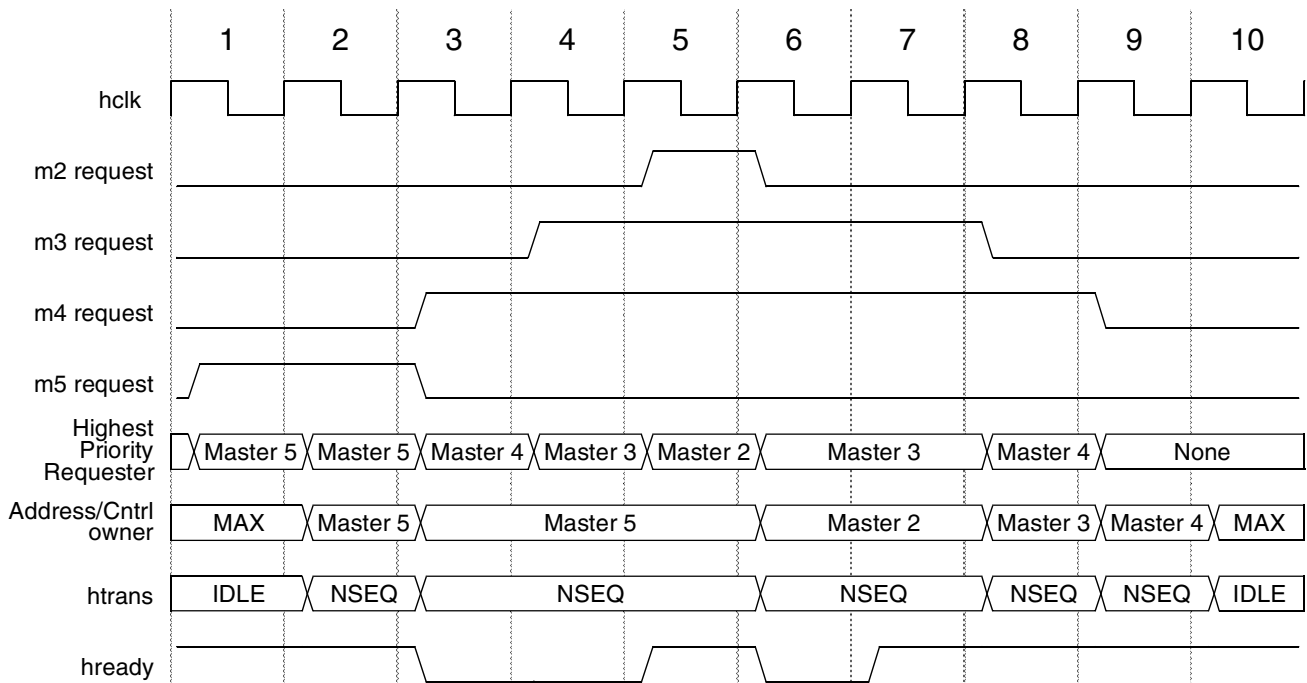 1 2 3 4 5 6 7 8 9 10
hclk
m2 request
m3 request
m4 request
m5 request
Highest
Priority
Requester
Master 5 Master 5 Master 4 Master 3 Master 2 Master 3 Master 4 None
Address/Cntrl
owner
MAX Master 5 Master 5 Master 2 Master 3 Master 4 MAX
htrans IDLE NSEQ NSEQ NSEQ NSEQ NSEQ IDLE
hready